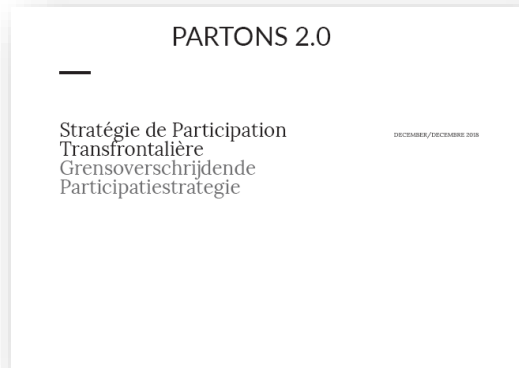 PARTONS 2.0
Stratégie de Participation
Transfrontalière
Grensoverschrijdende
Participatiestrategie
DECEMBER/DECEMBRE 2018